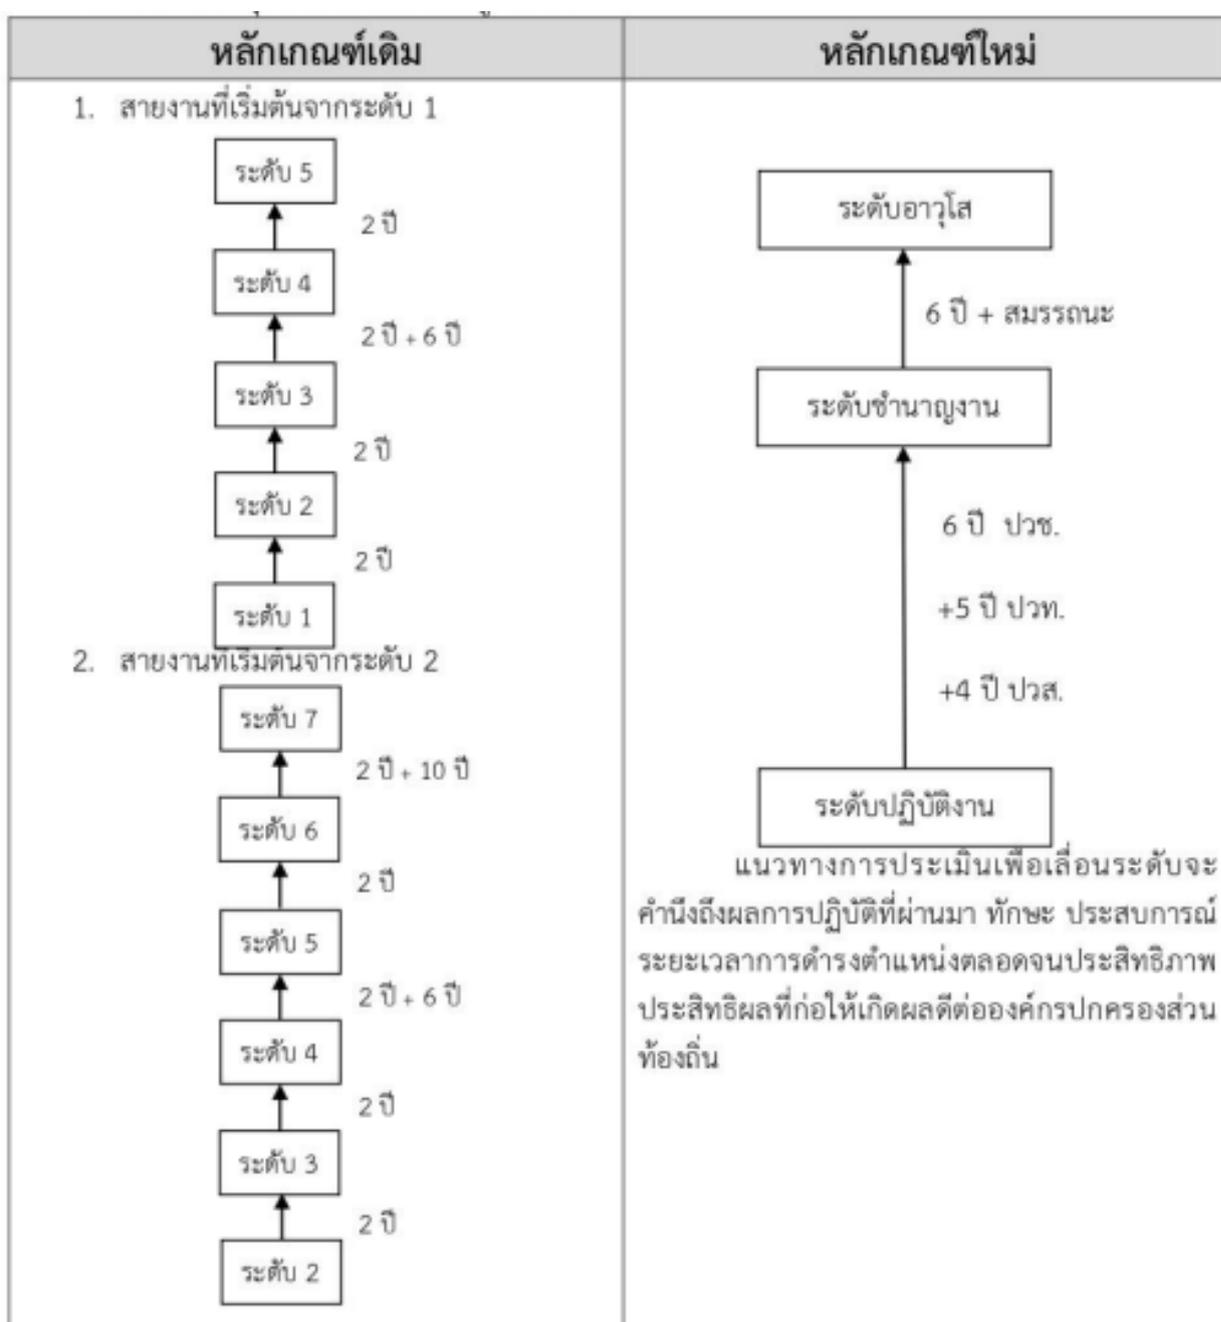 หลักเกณฑ์เดิม
1. สายงานที่เริ่มต้นจากระดับ 1
ระดับ 5
2 ปี
ระดับ 4
2 ปี + 6 ปี
ระดับ 3
2 ปี
ระดับ 2
2 ปี
ระดับ 1
2. สายงานที่เริ่มต้นจากระดับ 2
ระดับ 7
2 ปี + 10 ปี
ระดับ 6
2 ปี
ระดับ 5
2 ปี + 6 ปี
ระดับ 4
2 ปี
ระดับ 3
2 ปี
ระดับ 2
หลักเกณฑ์ใหม่
ระดับอาวุโส
6 ปี + สมรรถนะ
ระดับชำนาญงาน
6 ปี ปวช.
+5 ปี ปวท.
+4 ปี ปวส.
ระดับปฏิบัติงาน
แนวทางการประเมินเพื่อเลื่อนระดับจะ
คำนึงถึงผลการปฏิบัติที่ผ่านมา ทักษะ ประสบการณ์
ระยะเวลาการดำรงตำแหน่งตลอดจนประสิทธิภาพ
ประสิทธิผลที่ก่อให้เกิดผลดีต่อองค์กรปกครองส่วน
ท้องถิ่น